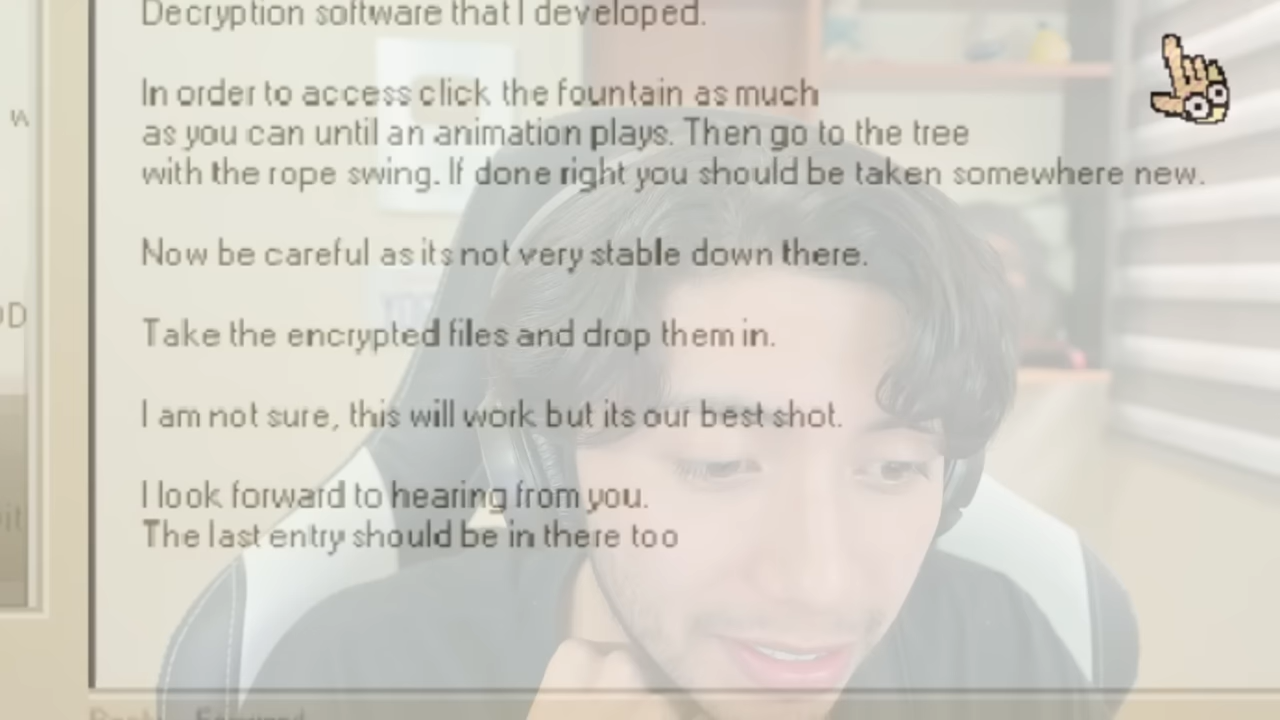 Decryption software that I developed.
In order to access click the fountain as much
as you can until an animation plays. Then go to the tree
with the rope swing. If done right you should be taken somewhere new.
Now be careful as its not very stable down there.
Take the encrypted files and drop them in.
I am not sure, this will work but its our best shot.
I look forward to hearing from you.
The last entry should be in there too
Reply Forward